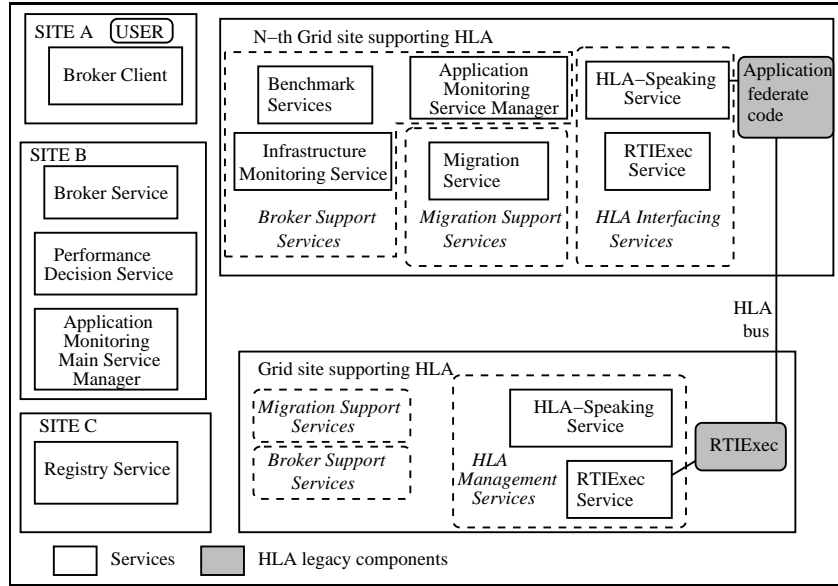 SITE A
USER
Broker Client
SITE B
Broker Service
Performance
Decision Service
Application
Monitoring
Main Service
Manager
SITE C
Registry Service
N−th Grid site supporting HLA
Benchmark
Services
Application
Monitoring
Service Manager
Infrastructure
Monitoring Service
Broker Support
Services
Migration
Service
Migration Support
Services
HLA−Speaking
Service
RTIExec
Service
HLA Interfacing
Services
Application
federate
code
HLA
bus
Grid site supporting HLA
Migration Support
Services
Broker Support
Services
HLA
Management
Services
HLA−Speaking
Service
RTIExec
Service
RTIExec
Services
HLA legacy components